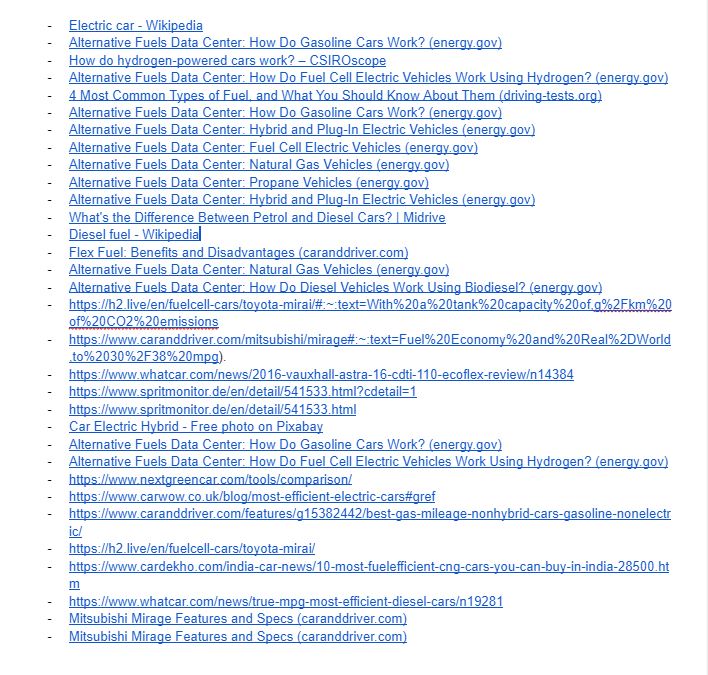 - Electric car - Wikipedia
- Alternative Fuels Data Center: How Do Gasoline Cars Work? (energy.gov)
- How do hydrogen-powered cars work? – CSIROscope
- Alternative Fuels Data Center: How Do Fuel Cell Electric Vehicles Work Using Hydrogen? (energy.gov)
- 4 Most Common Types of Fuel, and What You Should Know About Them (driving-tests.org)
- Alternative Fuels Data Center: How Do Gasoline Cars Work? (energy.gov)
- Alternative Fuels Data Center: Hybrid and Plug-In Electric Vehicles (energy.gov)
- Alternative Fuels Data Center: Fuel Cell Electric Vehicles (energy.gov)
- Alternative Fuels Data Center: Natural Gas Vehicles (energy.gov)
- Alternative Fuels Data Center: Propane Vehicles (energy.gov)
- Alternative Fuels Data Center: Hybrid and Plug-In Electric Vehicles (energy.gov)
- What's the Difference Between Petrol and Diesel Cars? | Midrive
- Diesel fuel - Wikipedia
- Flex Fuel: Benefits and Disadvantages (caranddriver.com)
- Alternative Fuels Data Center: Natural Gas Vehicles (energy.gov)
- Alternative Fuels Data Center: How Do Diesel Vehicles Work Using Biodiesel? (energy.gov)
- https://h2.live/en/fuelcell-cars/toyota-mirai/#:~:text=With%20a%20tank%20capacity%20of,g%2Fkm%20
of%20CO2%20emissions
- https://www.caranddriver.com/mitsubishi/mirage#:~:text=Fuel%20Economy%20and%20Real%2DWorld
,to%2030%2F38%20mpg).
- https://www.whatcar.com/news/2016-vauxhall-astra-16-cdti-110-ecoflex-review/n14384
- https://www.spritmonitor.de/en/detail/541533.html?cdetail=1
- https://www.spritmonitor.de/en/detail/541533.html
- Car Electric Hybrid - Free photo on Pixabay
- Alternative Fuels Data Center: How Do Gasoline Cars Work? (energy.gov)
- Alternative Fuels Data Center: How Do Fuel Cell Electric Vehicles Work Using Hydrogen? (energy.gov)
- https://www.nextgreencar.com/tools/comparison/
- https://www.carwow.co.uk/blog/most-efficient-electric-cars#gref
- https://www.caranddriver.com/features/g15382442/best-gas-mileage-nonhybrid-cars-gasoline-nonelectr
ic/
- https://h2.live/en/fuelcell-cars/toyota-mirai/
- https://www.cardekho.com/india-car-news/10-most-fuelefficient-cng-cars-you-can-buy-in-india-28500.ht
m
- https://www.whatcar.com/news/true-mpg-most-efficient-diesel-cars/n19281
- Mitsubishi Mirage Features and Specs (caranddriver.com)
- Mitsubishi Mirage Features and Specs (caranddriver.com)